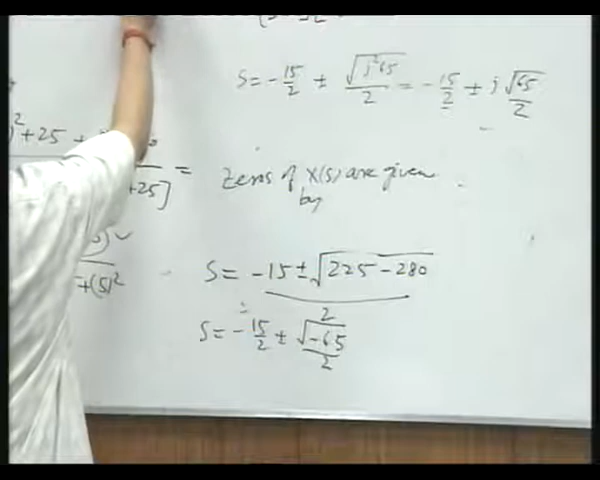 S = -15/2 ± √(j²65)/2 = -15/2 ± j √65/2
²+25 +
+25] =
Zeros of X(S) are given
by
+(5)²
S = -15 ± √(225-280)
2
S = -15/2 ± √(-65)/2